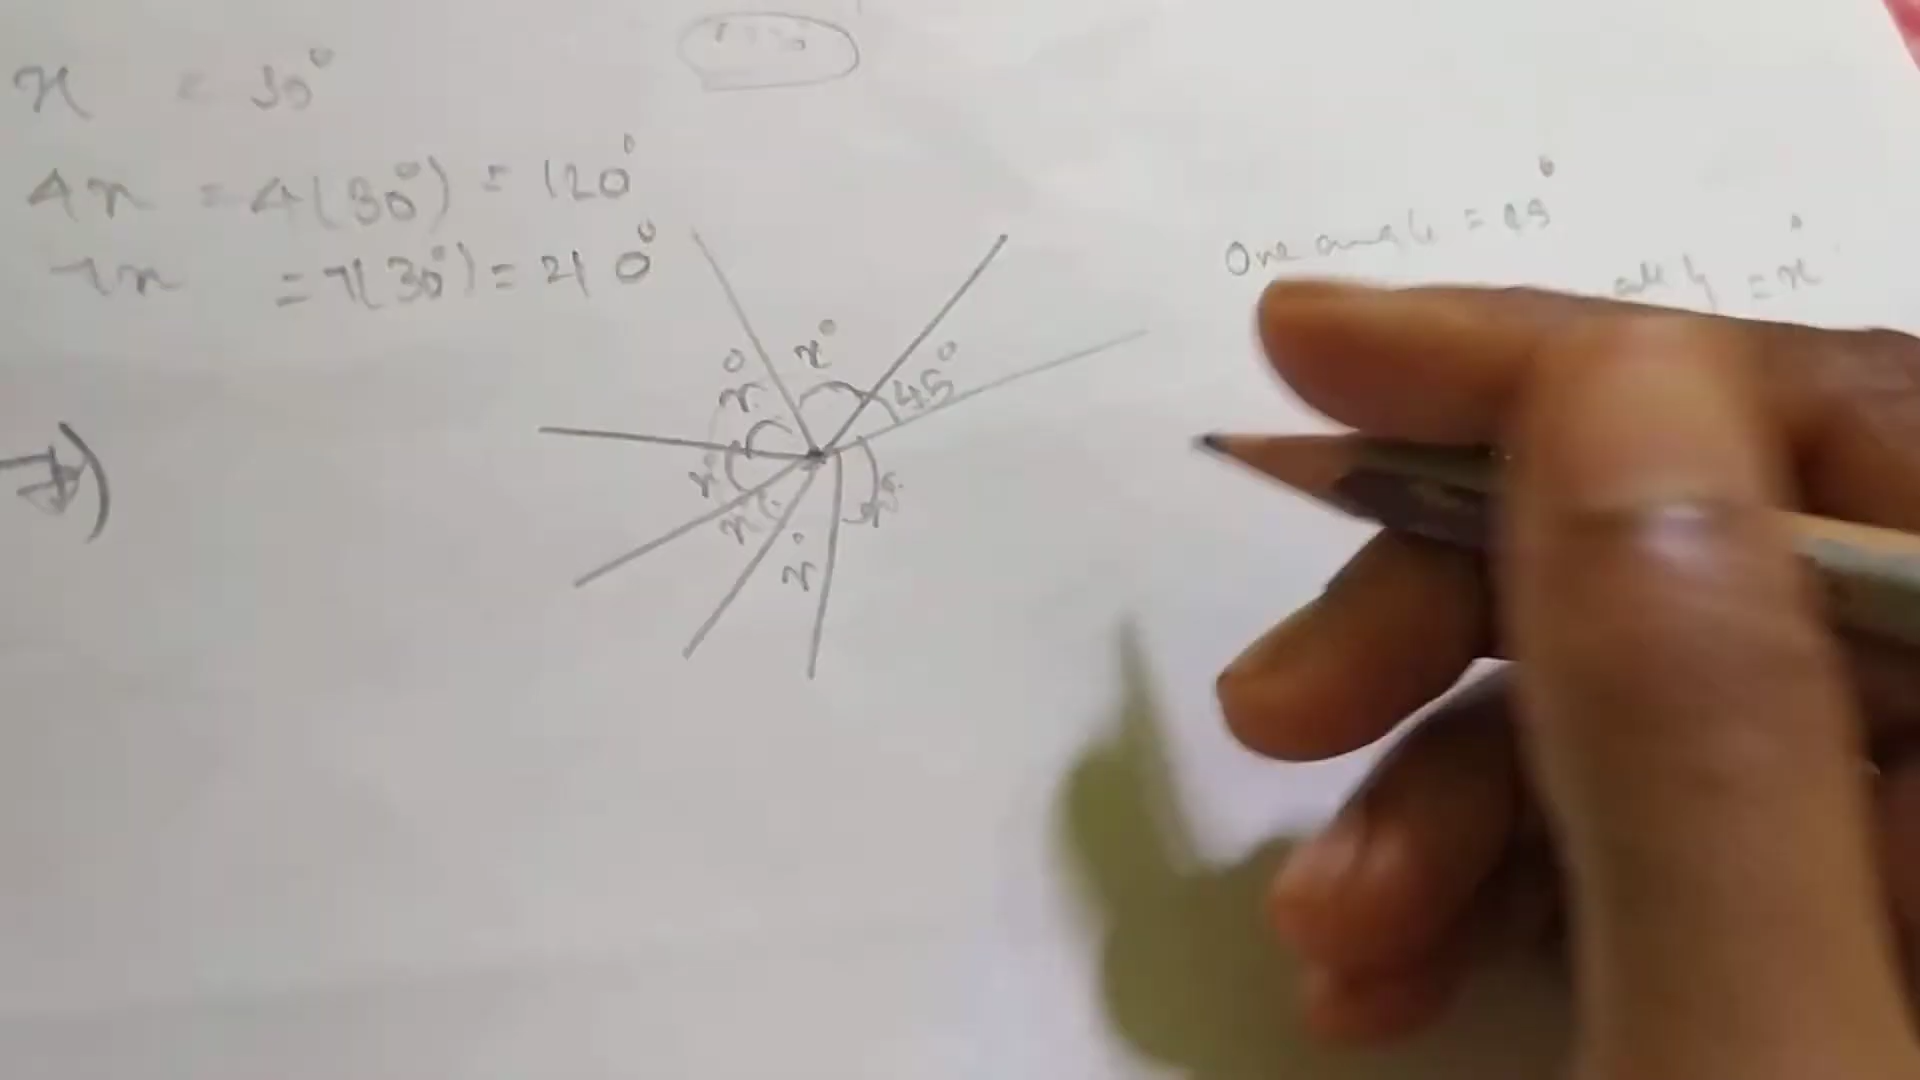 x = 30°
4x = 4(30°) = 120°
7x = 7(30°) = 210°
One angle = 45°
= x°
x°
45°
x°
x°
x
x°
x°